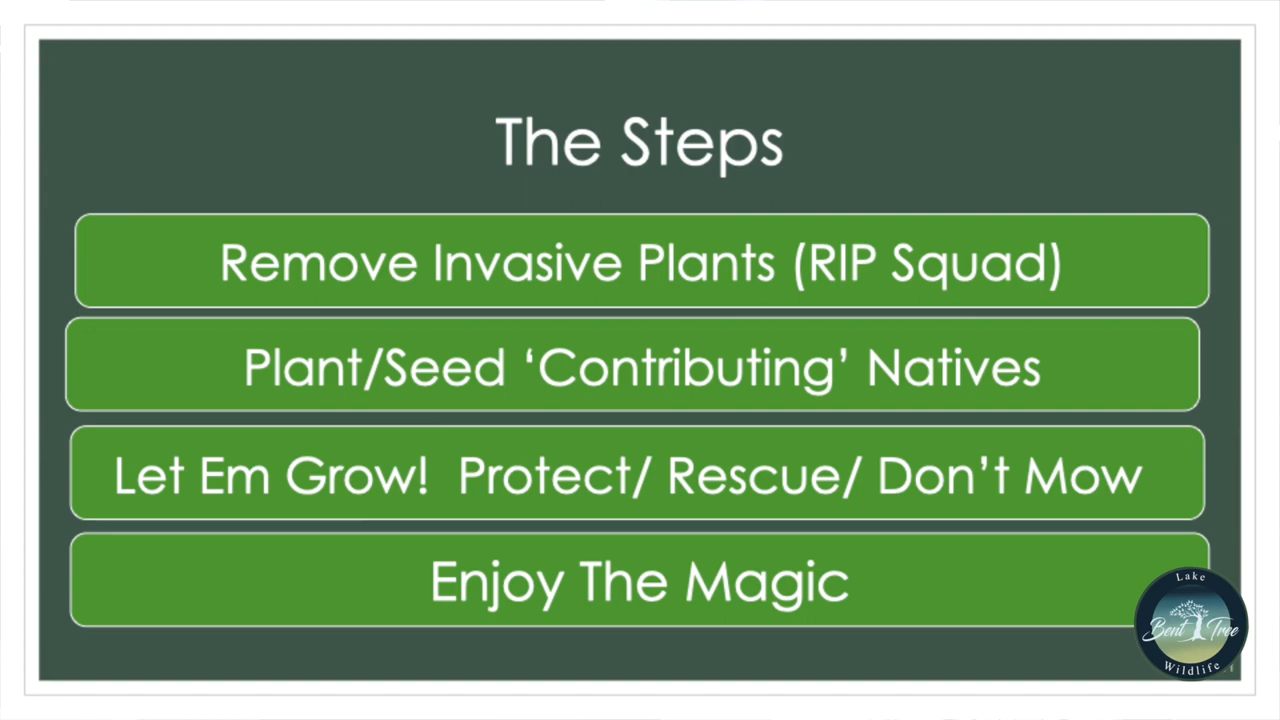 The Steps
Remove Invasive Plants (RIP Squad)
Plant/Seed ‘Contributing’ Natives
Let Em Grow!  Protect/ Rescue/ Don’t Mow
Enjoy The Magic
Lake
Bent Tree
Wildlife